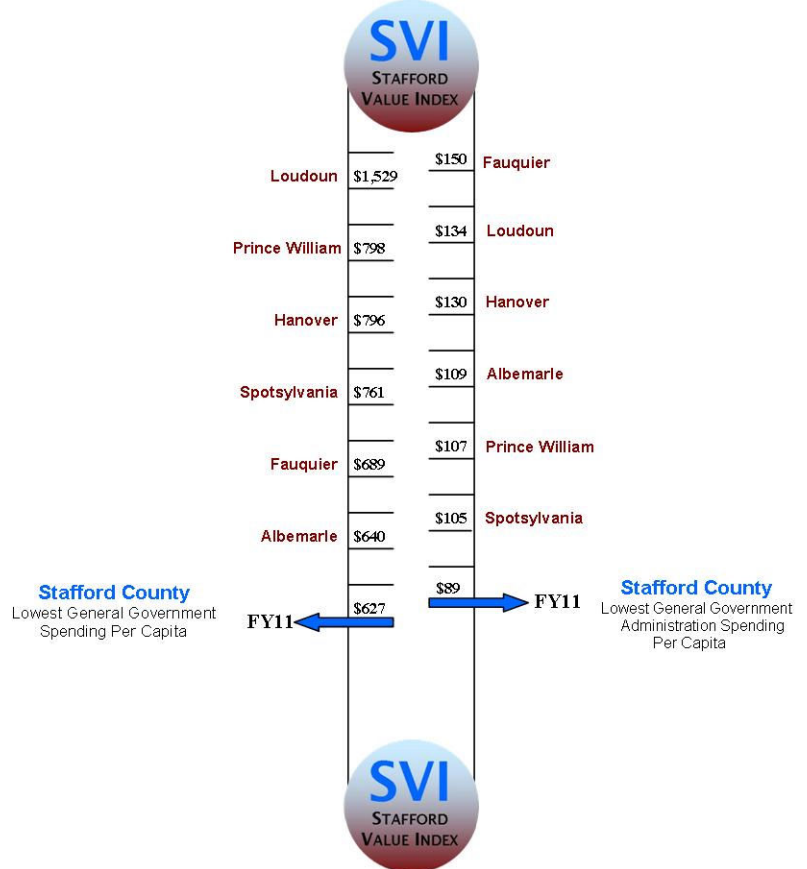 SVI
STAFFORD
VALUE INDEX
Loudoun $1,529
Prince William $798
Hanover $796
Spotsylvania $761
Fauquier $689
Albemarle $640
$627
FY11
Stafford County
Lowest General Government
Spending Per Capita
$150 Fauquier
$134 Loudoun
$130 Hanover
$109 Albemarle
$107 Prince William
$105 Spotsylvania
$89
FY11
Stafford County
Lowest General Government
Administration Spending
Per Capita
SVI
STAFFORD
VALUE INDEX